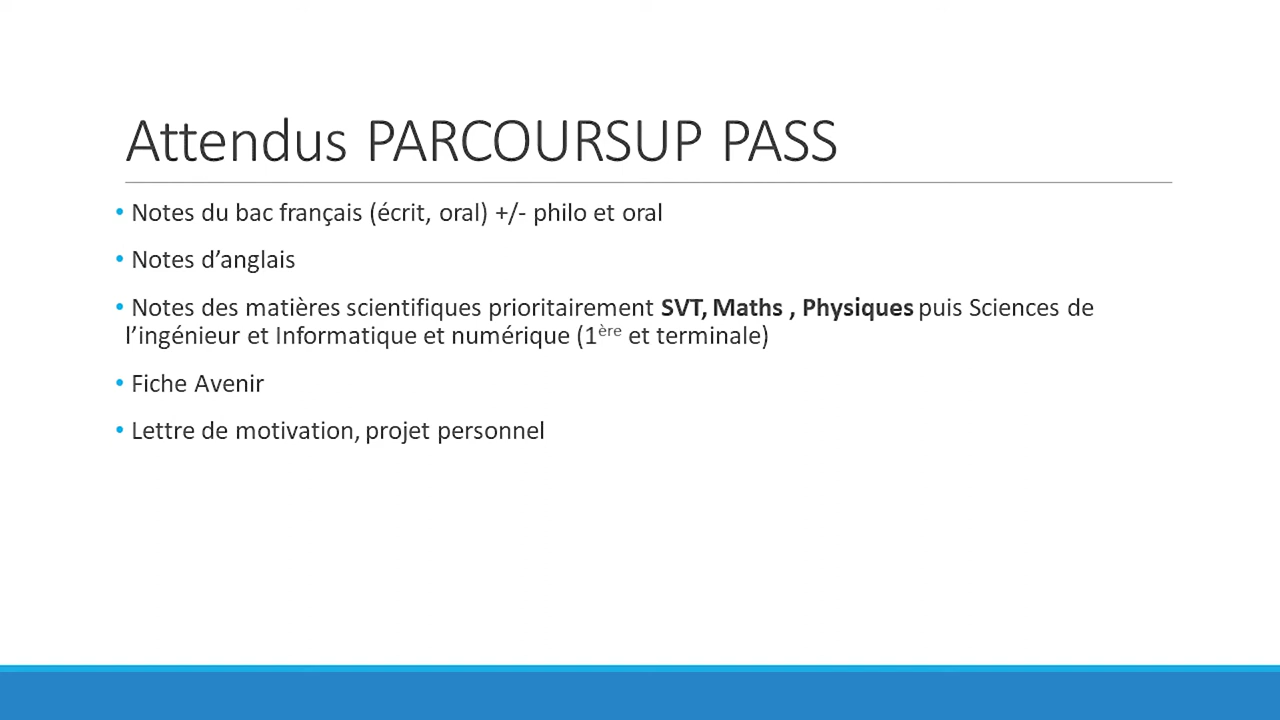 Attendus PARCOURSUP PASS
• Notes du bac français (écrit, oral) +/- philo et oral
• Notes d’anglais
• Notes des matières scientifiques prioritairement SVT, Maths , Physiques puis Sciences de
l’ingénieur et Informatique et numérique (1ère et terminale)
• Fiche Avenir
• Lettre de motivation, projet personnel